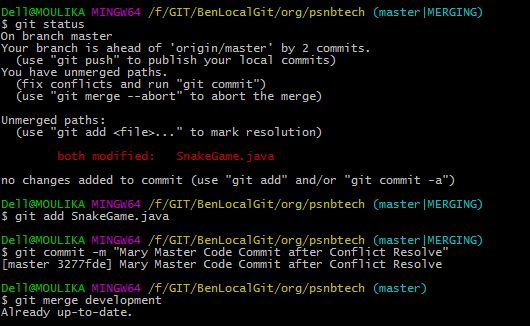 Dell@MOULIKA MINGW64 /f/GIT/BenLocalGit/org/psnbtech (master|MERGING)
$ git status
On branch master
Your branch is ahead of 'origin/master' by 2 commits.
  (use "git push" to publish your local commits)
You have unmerged paths.
  (fix conflicts and run "git commit")
  (use "git merge --abort" to abort the merge)
Unmerged paths:
  (use "git add <file>..." to mark resolution)
        both modified:   SnakeGame.java
no changes added to commit (use "git add" and/or "git commit -a")
Dell@MOULIKA MINGW64 /f/GIT/BenLocalGit/org/psnbtech (master|MERGING)
$ git add SnakeGame.java
Dell@MOULIKA MINGW64 /f/GIT/BenLocalGit/org/psnbtech (master|MERGING)
$ git commit -m "Mary Master Code Commit after Conflict Resolve"
[master 3277fde] Mary Master Code Commit after Conflict Resolve
Dell@MOULIKA MINGW64 /f/GIT/BenLocalGit/org/psnbtech (master)
$ git merge development
Already up-to-date.